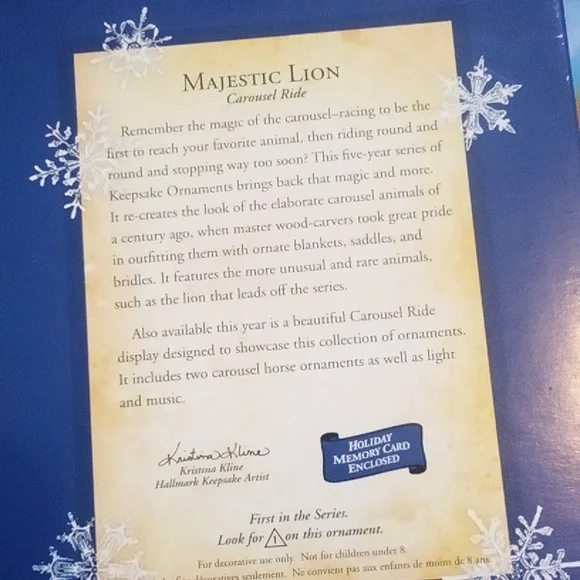 MAJESTIC LION
Carousel Ride
Remember the magic of the carousel–racing to be the
first to reach your favorite animal, then riding round and
round and stopping way too soon? This five-year series of
Keepsake Ornaments brings back that magic and more.
It re-creates the look of the elaborate carousel animals of
a century ago, when master wood-carvers took great pride
in outfitting them with ornate blankets, saddles, and
bridles. It features the more unusual and rare animals,
such as the lion that leads off the series.
Also available this year is a beautiful Carousel Ride
display designed to showcase this collection of ornaments.
It includes two carousel horse ornaments as well as light
and music.
Kristina Kline
Kristina Kline
Hallmark Keepsake Artist
HOLIDAY
MEMORY CARD
ENCLOSED
First in the Series.
Look for 1 on this ornament.
For decorative use only. Not for children under 8.
décoratives seulement. Ne convient pas aux enfants de moins de 8 ans.